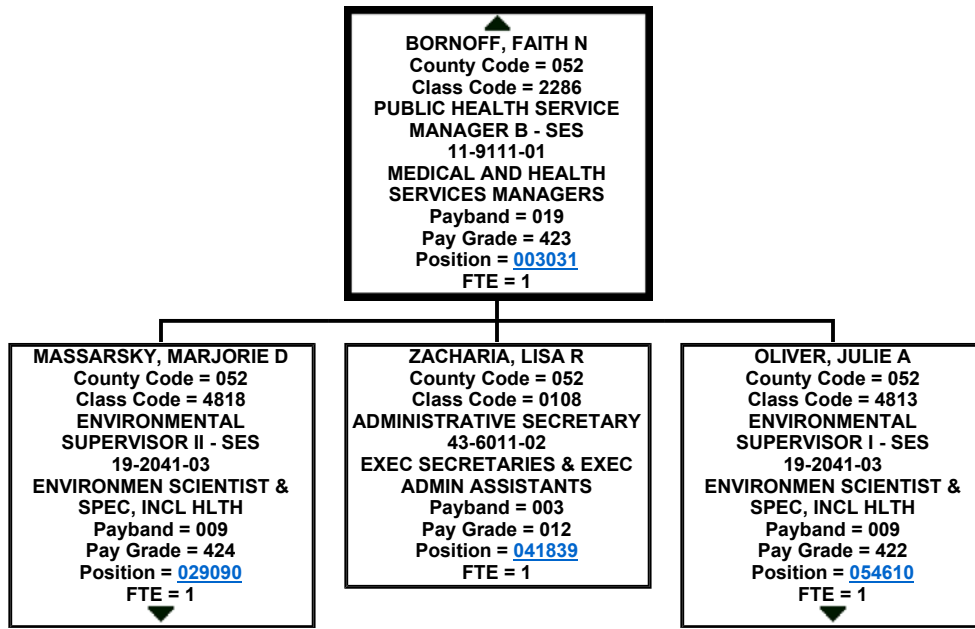 BORNOFF, FAITH N
County Code = 052
Class Code = 2286
PUBLIC HEALTH SERVICE
MANAGER B - SES
11-9111-01
MEDICAL AND HEALTH
SERVICES MANAGERS
Payband = 019
Pay Grade = 423
Position = 003031
FTE = 1
MASSARSKY, MARJORIE D
County Code = 052
Class Code = 4818
ENVIRONMENTAL
SUPERVISOR II - SES
19-2041-03
ENVIRONMEN SCIENTIST &
SPEC, INCL HLTH
Payband = 009
Pay Grade = 424
Position = 029090
FTE = 1
ZACHARIA, LISA R
County Code = 052
Class Code = 0108
ADMINISTRATIVE SECRETARY
43-6011-02
EXEC SECRETARIES & EXEC
ADMIN ASSISTANTS
Payband = 003
Pay Grade = 012
Position = 041839
FTE = 1
OLIVER, JULIE A
County Code = 052
Class Code = 4813
ENVIRONMENTAL
SUPERVISOR I - SES
19-2041-03
ENVIRONMEN SCIENTIST &
SPEC, INCL HLTH
Payband = 009
Pay Grade = 422
Position = 054610
FTE = 1